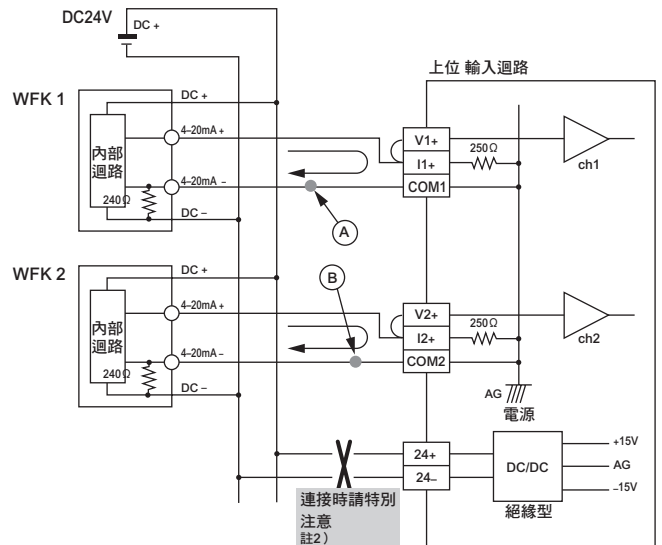 DC24V
DC +
上位 輸入迴路
WFK 1
DC +
4–20mA +
內部
迴路
240Ω
4–20mA –
DC –
V1+
I1+
COM1
250Ω
ch1
A
WFK 2
B
DC +
4–20mA +
內部
迴路
240Ω
4–20mA –
DC –
V2+
I2+
COM2
250Ω
ch2
AG
電源
24+
24–
DC/DC
+15V
AG
–15V
絕緣型
連接時請特別
注意
註2）